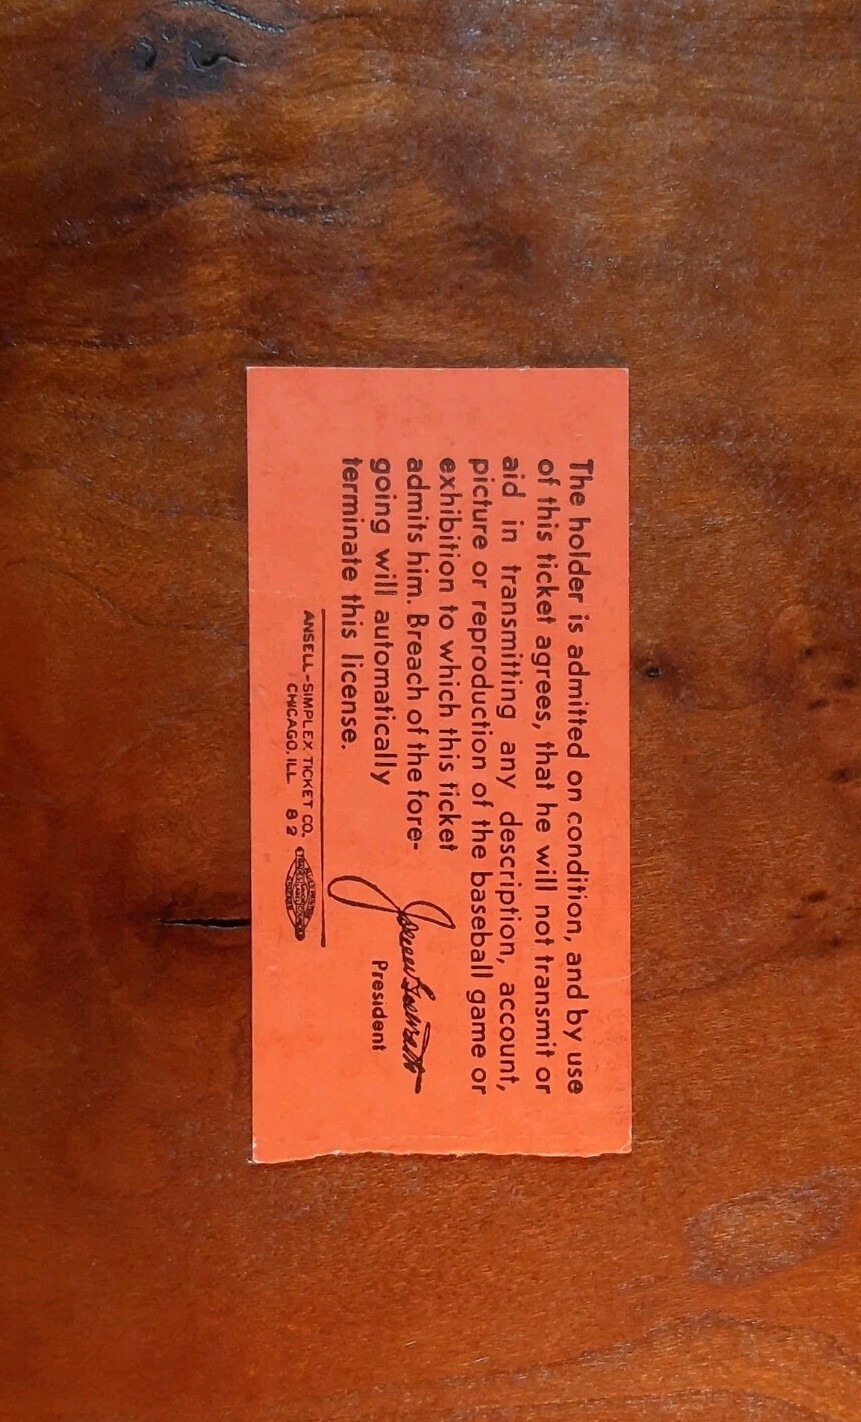 The holder is admitted on condition, and by use
of this ticket agrees, that he will not transmit or
aid in transmitting any description, account,
picture or reproduction of the baseball game or
exhibition to which this ticket
admits him. Breach of the fore-
going will automatically
terminate this license.
President
ANSELL-SIMPLEX TICKET CO.
CHICAGO, ILL. 82